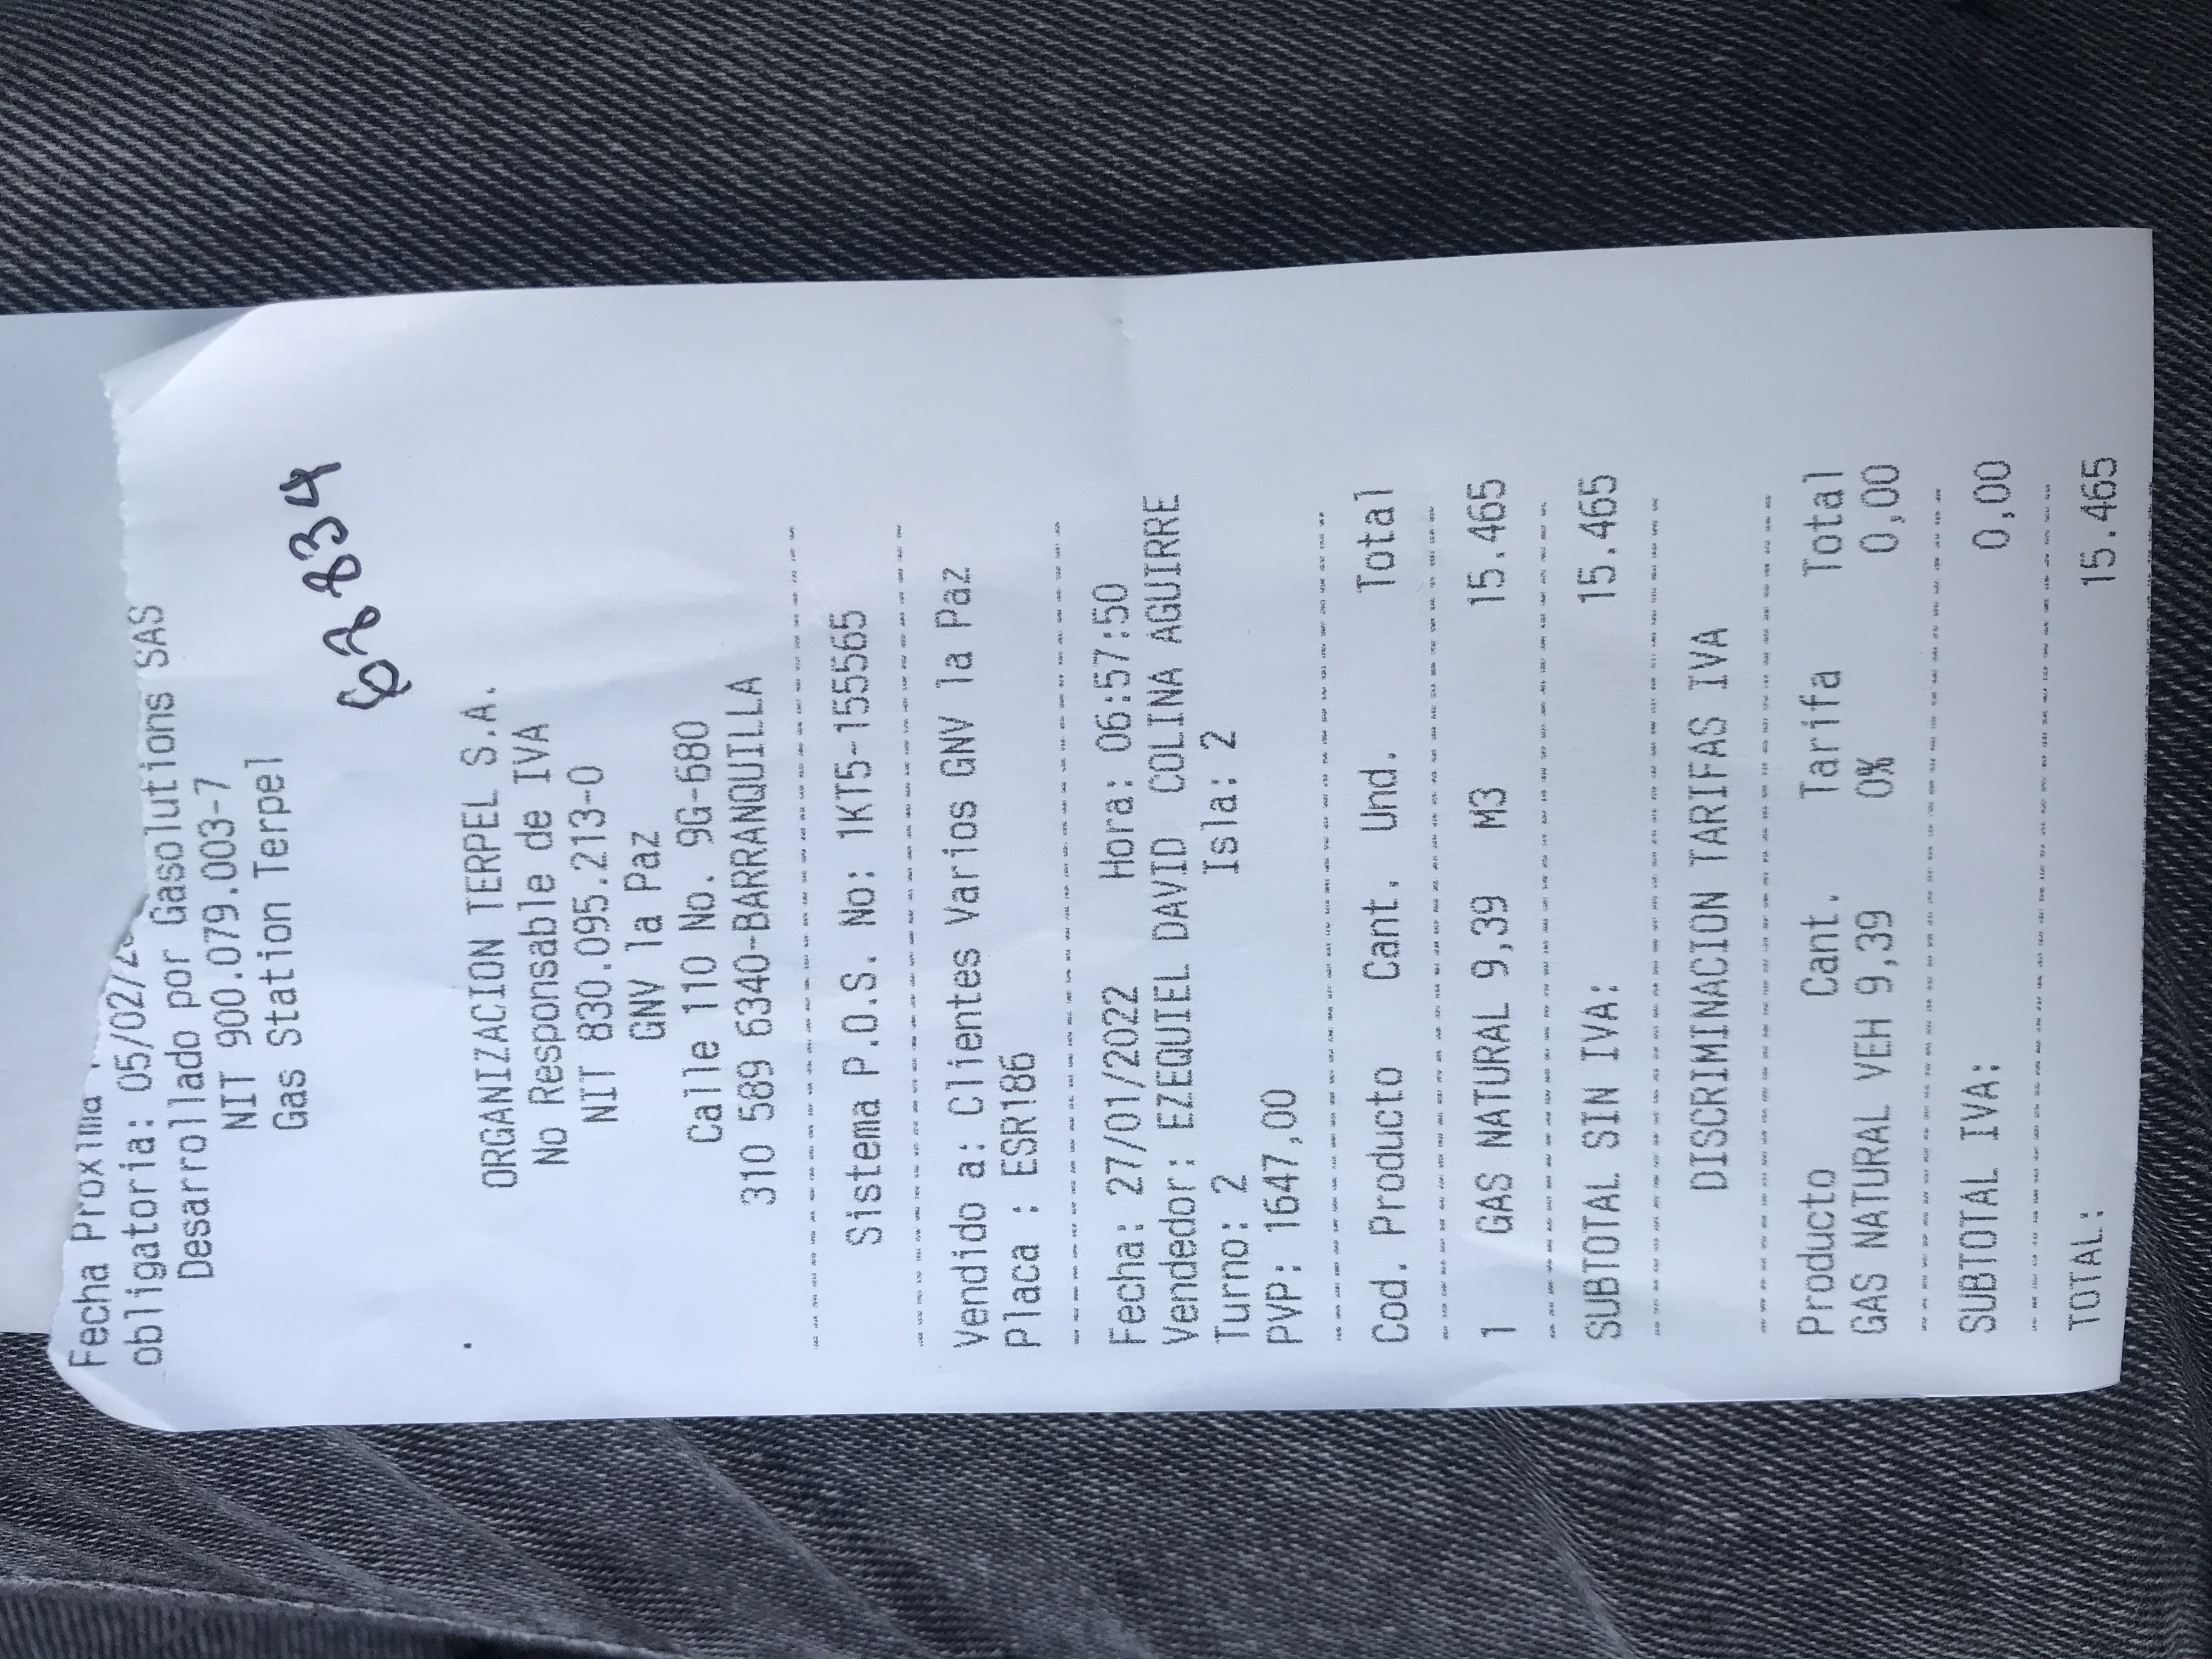 Fecha Proxima
obligatoria: 05/02/2
Desarrollado por Gasolutions SAS
NIT 900.079.003-7
Gas Station Terpel
67834
ORGANIZACION TERPEL S.A.
No Responsable de IVA
NIT 830.095.213-0
GNV la Paz
Calle 110 No. 9G-680
310 589 6340-BARRANQUILLA
Sistema P.O.S. No: 1KT5-155565
Vendido a: Clientes Varios GNV la Paz
Placa : ESR186
Fecha: 27/01/2022 Hora: 06:57:50
Vendedor: EZEQUIEL DAVID COLINA AGUIRRE
Turno: 2 Isla: 2
PVP: 1647,00
Cod. Producto Cant. Und. Total
1 GAS NATURAL 9,39 M3 15.465
SUBTOTAL SIN IVA: 15.465
DISCRIMINACION TARIFAS IVA
Producto Cant. Tarifa Total
GAS NATURAL VEH 9,39 0% 0,00
SUBTOTAL IVA: 0,00
TOTAL: 15.465